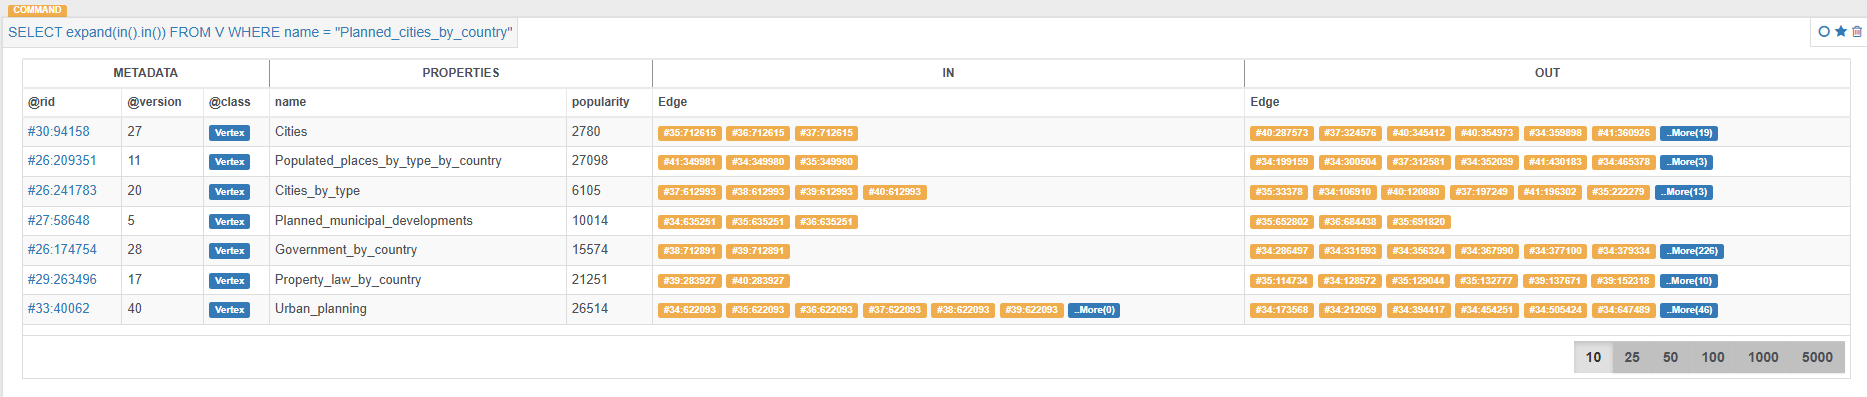 COMMAND
SELECT expand(in().in()) FROM V WHERE name = "Planned_cities_by_country"
METADATA PROPERTIES IN OUT
@rid @version @class name popularity Edge Edge
#30:94158 27 Vertex Cities 2780 #35:712615 #36:712615 #37:712615 #40:287573 #37:324576 #40:345412 #40:354973 #34:359898 #41:360926 ..More(19)
#26:209351 11 Vertex Populated_places_by_type_by_country 27098 #41:349981 #34:349980 #35:349980 #34:199159 #34:300504 #37:312581 #34:352039 #41:430183 #34:465378 ..More(3)
#26:241783 20 Vertex Cities_by_type 6105 #37:612993 #38:612993 #39:612993 #40:612993 #35:33378 #34:106910 #40:120880 #37:197249 #41:196302 #35:222279 ..More(13)
#27:58648 5 Vertex Planned_municipal_developments 10014 #34:635251 #35:635251 #36:635251 #35:652802 #36:684438 #35:691820
#26:174754 28 Vertex Government_by_country 15574 #38:712891 #39:712891 #34:286497 #34:331593 #34:356324 #34:367990 #34:377100 #34:379334 ..More(226)
#29:263496 17 Vertex Property_law_by_country 21251 #39:283927 #40:283927 #35:114734 #34:128572 #35:129044 #35:132777 #39:137671 #39:152318 ..More(10)
#33:40062 40 Vertex Urban_planning 26514 #34:622093 #35:622093 #36:622093 #37:622093 #38:622093 #39:622093 ..More(0) #34:173568 #34:212059 #34:394417 #34:454251 #34:505424 #34:647489 ..More(46)
10 25 50 100 1000 5000